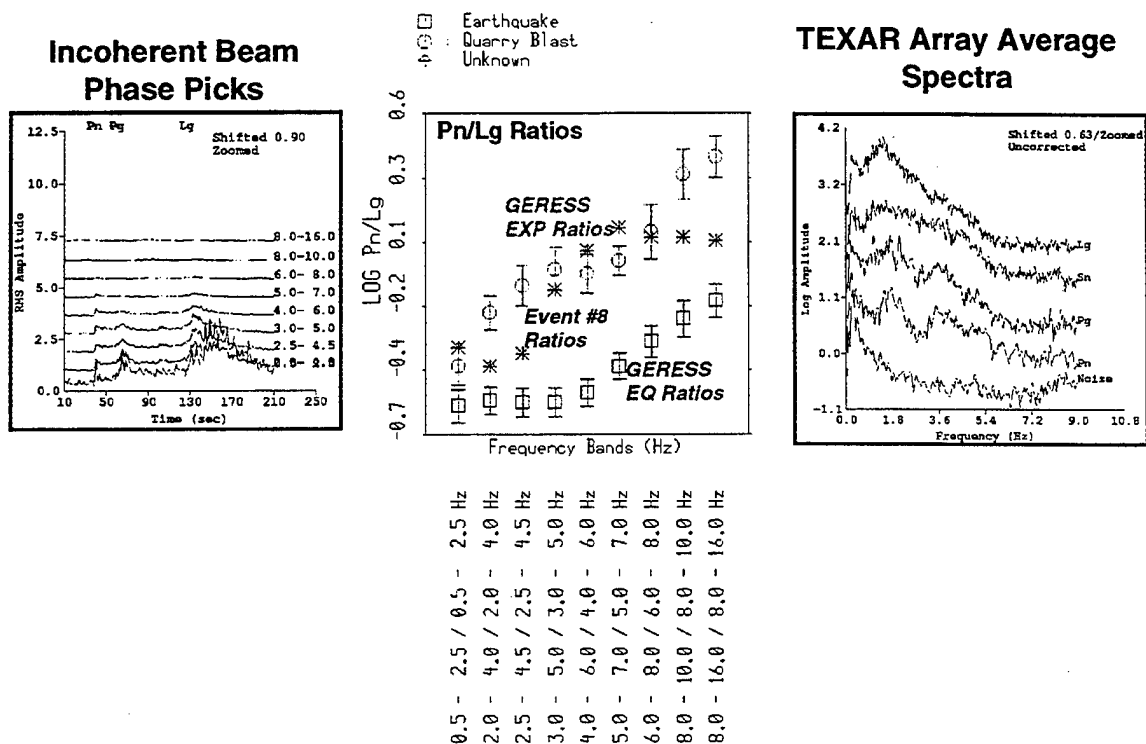 Earthquake
Quarry Blast
Unknown
Incoherent Beam
Phase Picks
Pn Pg Lg
Shifted 0.90
Zoomed
RMS Amplitude
12.5
10.0
7.5
5.0
2.5
0.0
8.0-16.0
8.0-10.0
6.0- 8.0
5.0- 7.0
4.0- 6.0
3.0- 5.0
2.5- 4.5
10 50 90 130 170 210 250
Time (sec)
Pn/Lg Ratios
LOG Pn/Lg
0.6
0.3
0.1
-0.2
-0.4
-0.7
GERESS
EXP Ratios
Event #8
Ratios
GERESS
EQ Ratios
Frequency Bands (Hz)
0.5 - 2.5 / 0.5 - 2.5 Hz
2.0 - 4.0 / 2.0 - 4.0 Hz
2.5 - 4.5 / 2.5 - 4.5 Hz
3.0 - 5.0 / 3.0 - 5.0 Hz
4.0 - 6.0 / 4.0 - 6.0 Hz
5.0 - 7.0 / 5.0 - 7.0 Hz
6.0 - 8.0 / 6.0 - 8.0 Hz
8.0 - 10.0 / 8.0 - 10.0 Hz
8.0 - 16.0 / 8.0 - 16.0 Hz
TEXAR Array Average
Spectra
Shifted 0.63/Zoomed
Uncorrected
Log Amplitude
4.2
3.2
2.1
1.1
0.0
-1.1
Lg
Sn
Pg
Pn
Noize
0.0 1.8 3.6 5.4 7.2 9.0 10.8
Frequency (Hz)